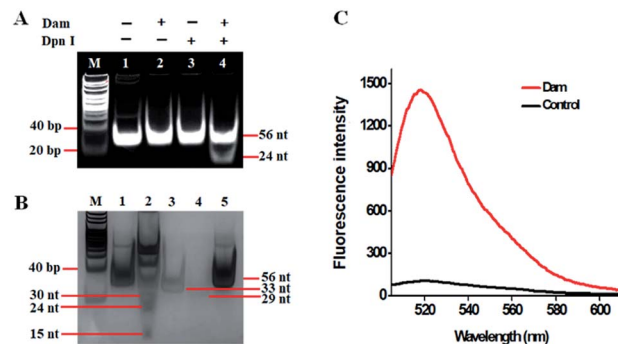 A
Dam − + − +
Dpn I − − + +
M 1 2 3 4
40 bp
56 nt
20 bp
24 nt
B
M 1 2 3 4 5
40 bp
56 nt
33 nt
30 nt
29 nt
24 nt
15 nt
C
Fluorescence intensity
1500
1200
900
600
300
0
Dam
Control
520 540 560 580 600
Wavelength (nm)